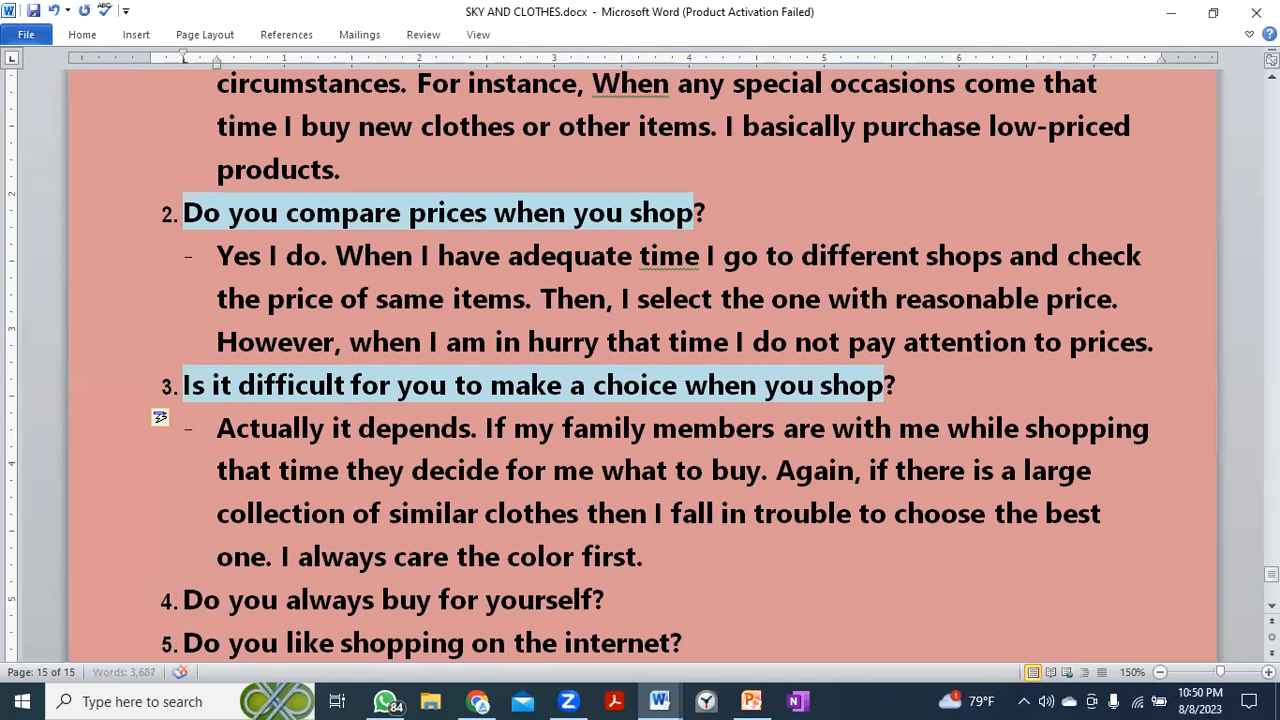 SKY AND CLOTHES.docx - Microsoft Word (Product Activation Failed)
File Home Insert Page Layout References Mailings Review View
1 2 3 4 5 6 7
circumstances. For instance, When any special occasions come that
time I buy new clothes or other items. I basically purchase low-priced
products.
2. Do you compare prices when you shop?
- Yes I do. When I have adequate time I go to different shops and check
the price of same items. Then, I select the one with reasonable price.
However, when I am in hurry that time I do not pay attention to prices.
3. Is it difficult for you to make a choice when you shop?
- Actually it depends. If my family members are with me while shopping
that time they decide for me what to buy. Again, if there is a large
collection of similar clothes then I fall in trouble to choose the best
one. I always care the color first.
4. Do you always buy for yourself?
5. Do you like shopping on the internet?
Page: 15 of 15 Words: 3,687 150%
Type here to search 84 1 79°F 10:50 PM
8/8/2023